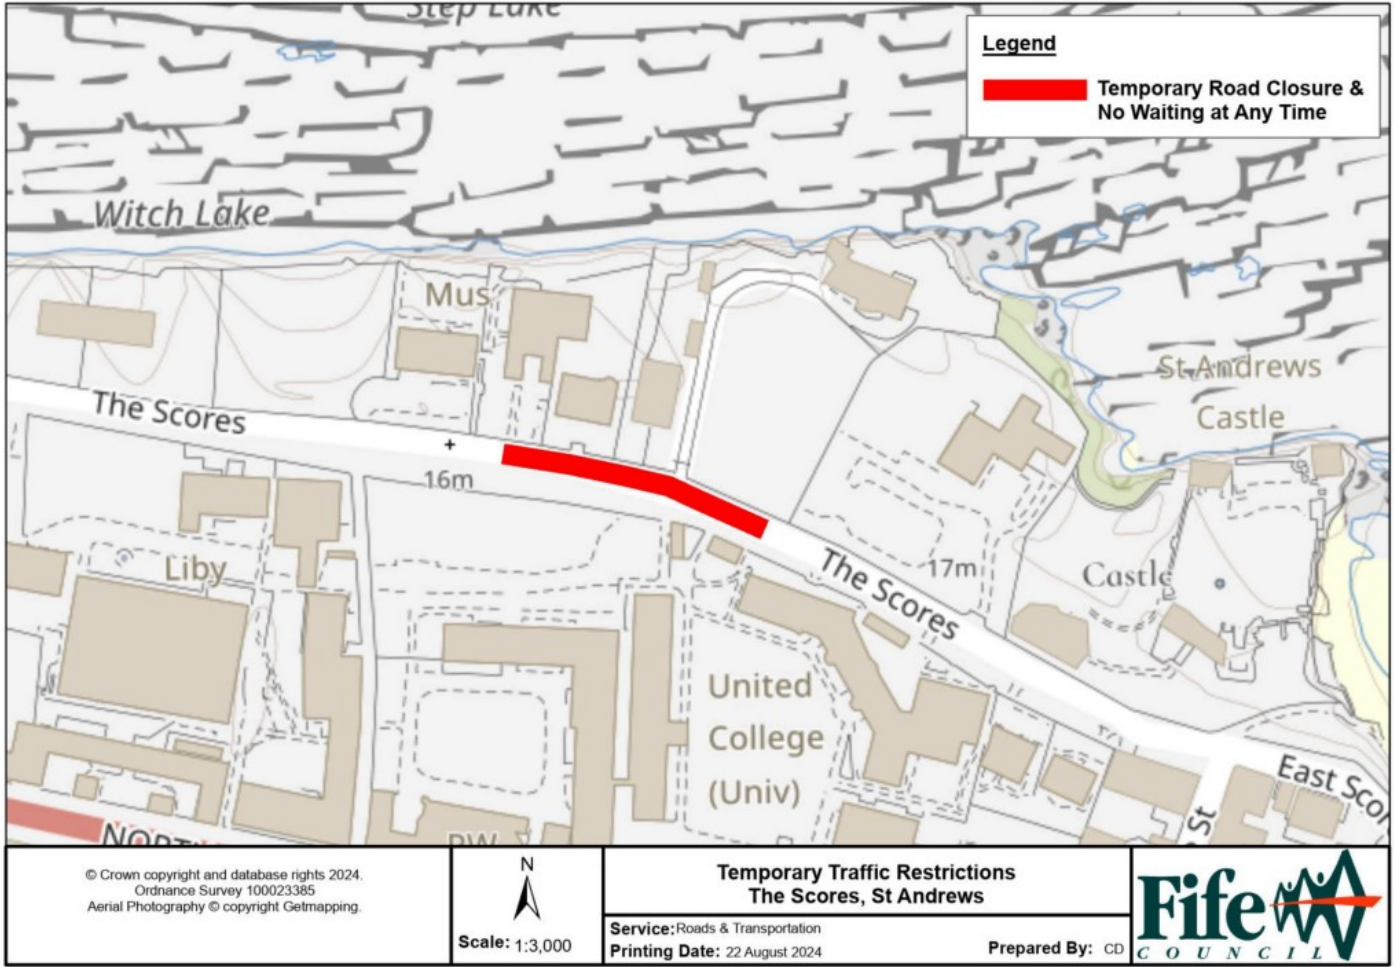 Step Lake
Legend
Temporary Road Closure &
No Waiting at Any Time
Witch Lake
Mus
St Andrews
Castle
The Scores
16m
The Scores
17m
Castle
Liby
United
College
(Univ)
East Scor
St
PW
© Crown copyright and database rights 2024.
Ordnance Survey 100023385
Aerial Photography © copyright Getmapping.
N
Scale: 1:3,000
Temporary Traffic Restrictions
The Scores, St Andrews
Service: Roads & Transportation
Printing Date: 22 August 2024
Prepared By: CD
Fife
COUNCIL